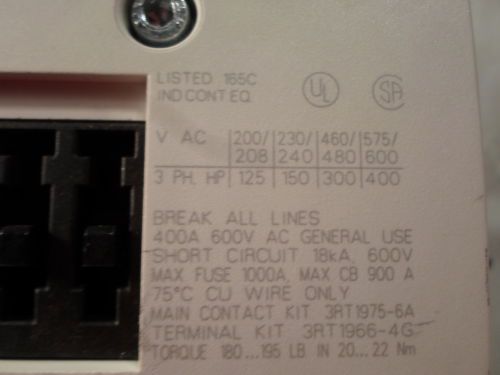 LISTED 165C
IND CONT EQ. UL SA
V AC 200/ 230/ 460/ 575/
208 240 480 600
3 PH. HP 125 150 300 400
BREAK ALL LINES
400A 600V AC GENERAL USE
SHORT CIRCUIT 18kA, 600V
MAX FUSE 1000A, MAX CB 900 A
75°C CU WIRE ONLY
MAIN CONTACT KIT 3RT1975-6A
TERMINAL KIT 3RT1966-4G
TORQUE 180...195 LB IN 20...22 Nm